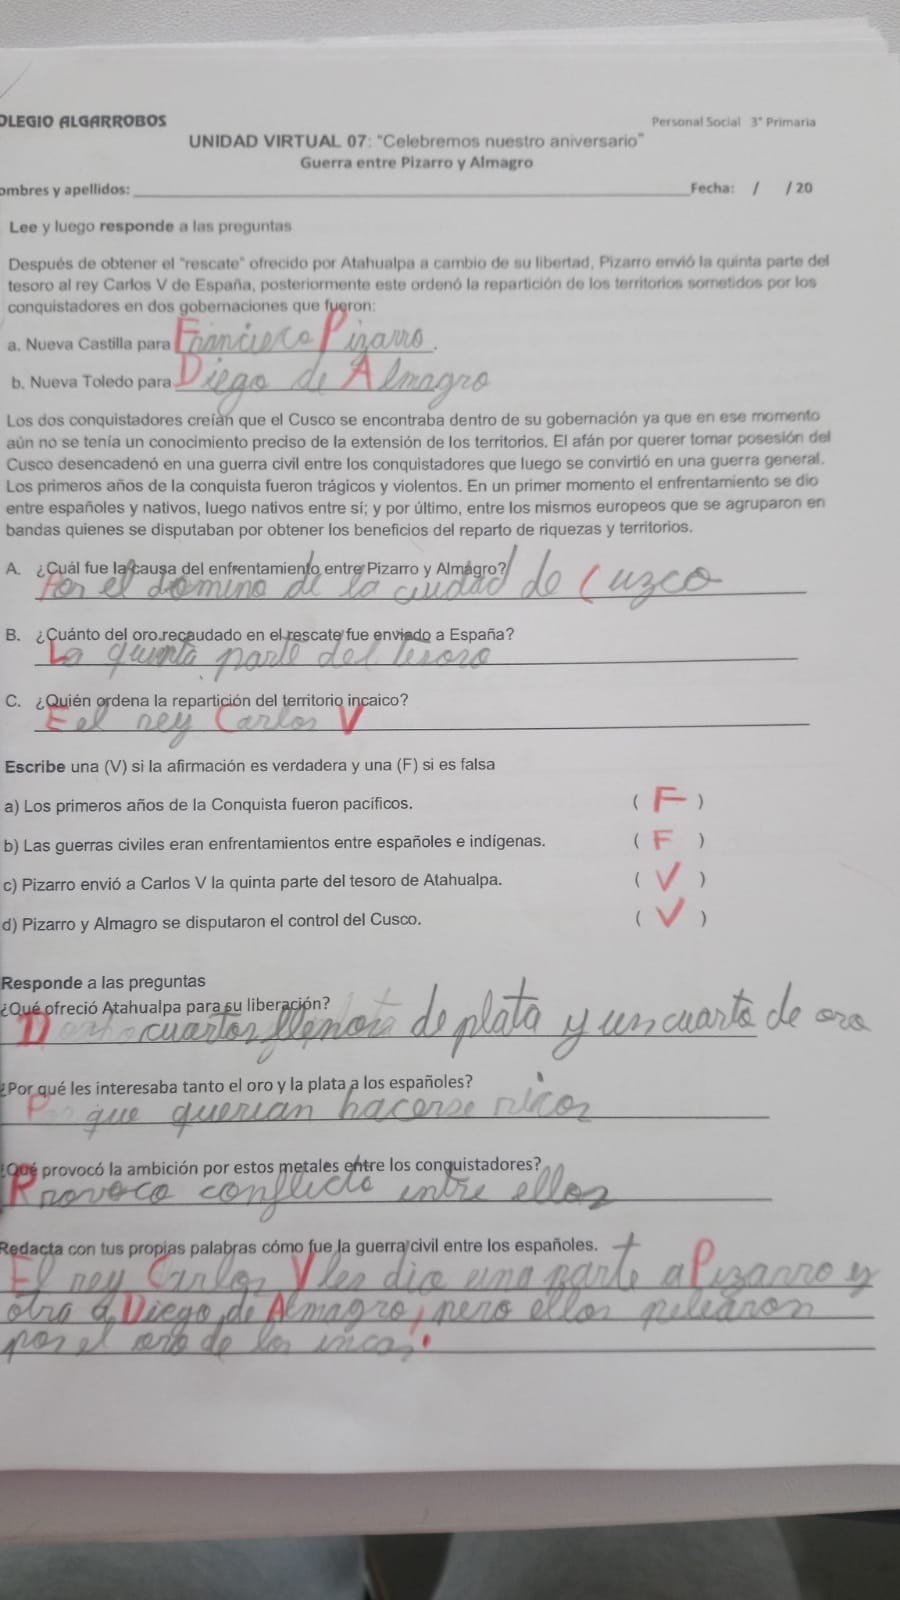 OLEGIO ALGARROBOS
Personal Social 3° Primaria
UNIDAD VIRTUAL 07: "Celebremos nuestro aniversario"
Guerra entre Pizarro y Almagro
ombres y apellidos: Fecha: / / 20
Lee y luego responde a las preguntas
Después de obtener el "rescate" ofrecido por Atahualpa a cambio de su libertad, Pizarro envió la quinta parte del
tesoro al rey Carlos V de España, posteriormente este ordenó la repartición de los territorios sometidos por los
conquistadores en dos gobernaciones que fueron:
a. Nueva Castilla para Francisco Pizarro.
b. Nueva Toledo para Diego de Almagro
Los dos conquistadores creían que el Cusco se encontraba dentro de su gobernación ya que en ese momento
aún no se tenía un conocimiento preciso de la extensión de los territorios. El afán por querer tomar posesión del
Cusco desencadenó en una guerra civil entre los conquistadores que luego se convirtió en una guerra general.
Los primeros años de la conquista fueron trágicos y violentos. En un primer momento el enfrentamiento se dio
entre españoles y nativos, luego nativos entre sí; y por último, entre los mismos europeos que se agruparon en
bandas quienes se disputaban por obtener los beneficios del reparto de riquezas y territorios.
A. ¿Cuál fue la causa del enfrentamiento entre Pizarro y Almagro?
Por el domino de la ciudad de Cuzco
B. ¿Cuánto del oro recaudado en el rescate fue enviado a España?
La quinta parte del tesoro
C. ¿Quién ordena la repartición del territorio incaico?
E el rey Carlos V
Escribe una (V) si la afirmación es verdadera y una (F) si es falsa
a) Los primeros años de la Conquista fueron pacíficos. ( F )
b) Las guerras civiles eran enfrentamientos entre españoles e indígenas. ( F )
c) Pizarro envió a Carlos V la quinta parte del tesoro de Atahualpa. ( V )
d) Pizarro y Almagro se disputaron el control del Cusco. ( V )
Responde a las preguntas
¿Qué ofreció Atahualpa para su liberación?
cuartos de plata y un cuarto de oro
¿Por qué les interesaba tanto el oro y la plata a los españoles?
Por que querian hacerse ricos
¿Qué provocó la ambición por estos metales entre los conquistadores?
Provoco conflicto entre ellos
Redacta con tus propias palabras cómo fue la guerra civil entre los españoles.
El rey Carlos V les dio una parte a Pizarro y
otra a Diego de Almagro, pero ellos pelearon
por el oro de los incas.